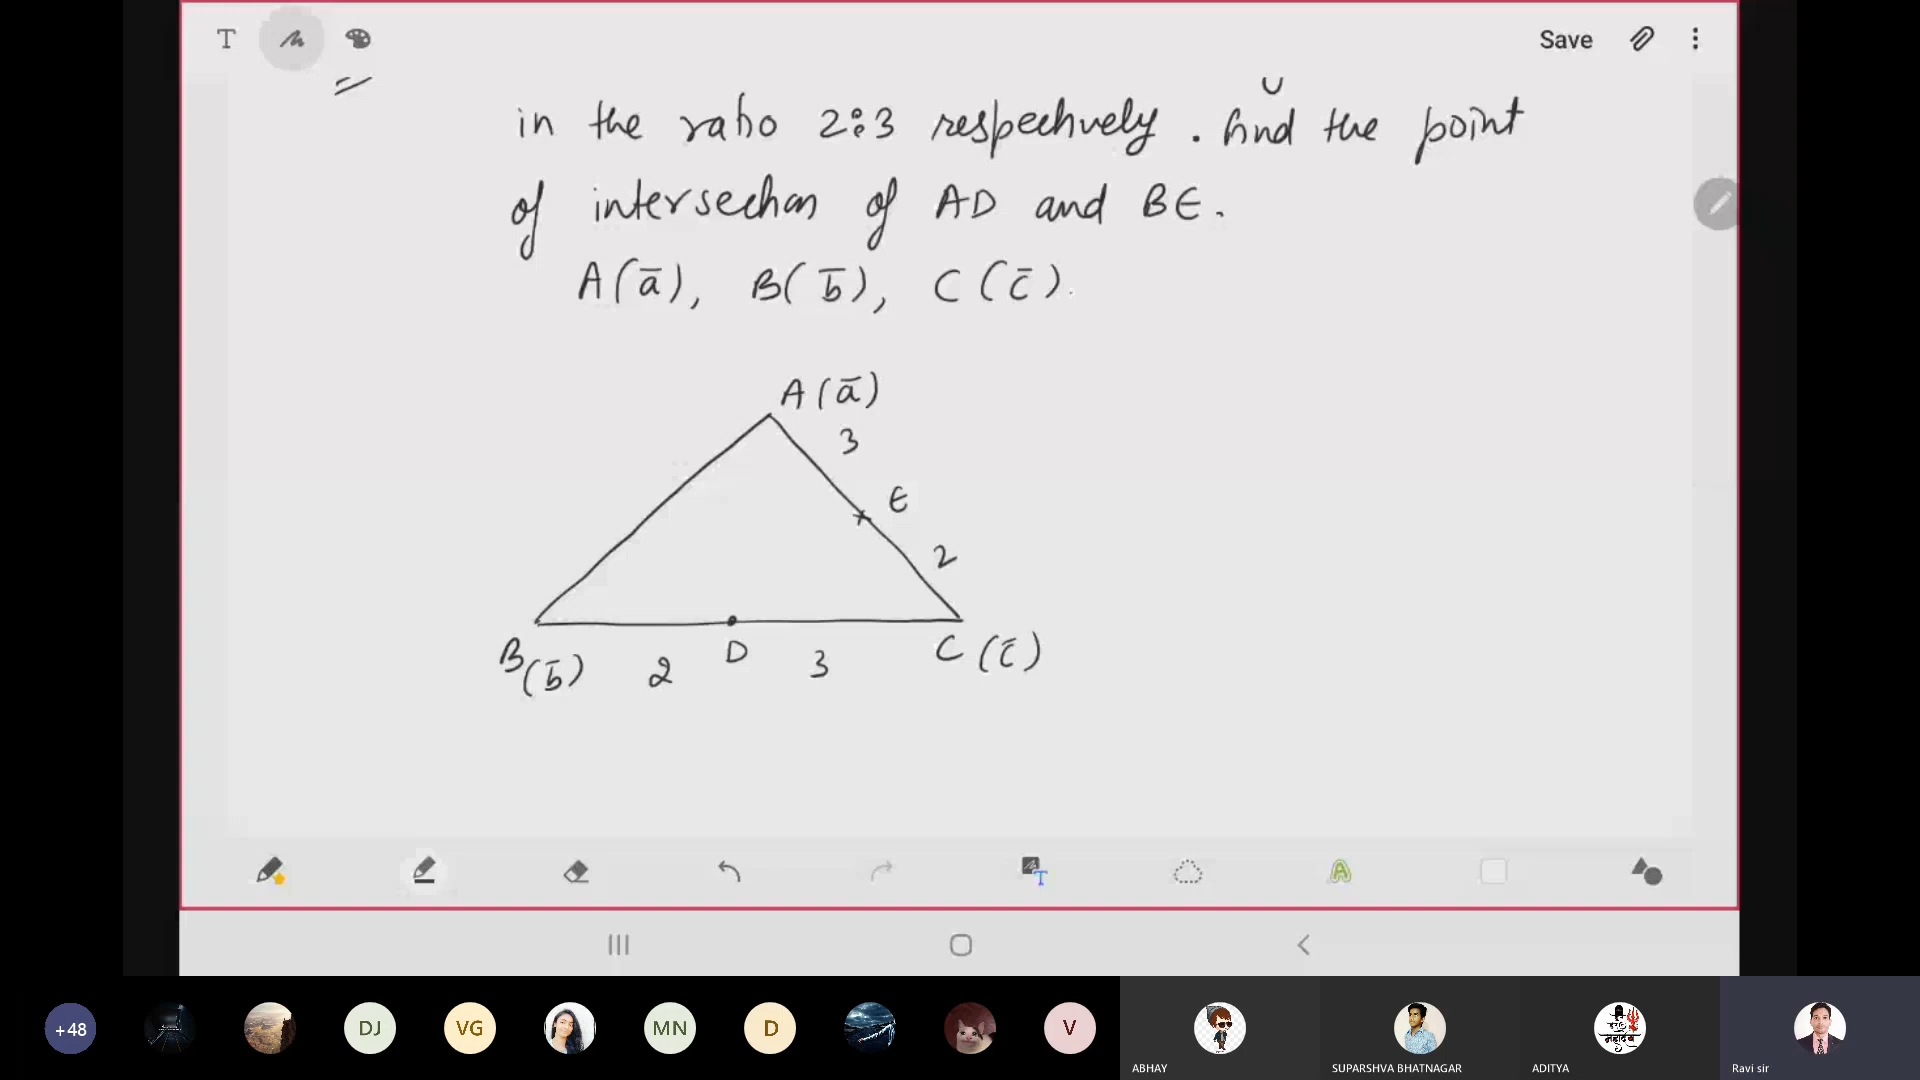 T Save
in the ratio 2:3 respectively . find the point
of intersection of AD and BE.
A(a̅), B(b̅), C(c̅).
A(a̅)
3
E
2
B(b̅) 2 D 3 C(c̅)
A
T
+48 DJ VG MN D V
ABHAY SUPARSHVA BHATNAGAR ADITYA Ravi sir